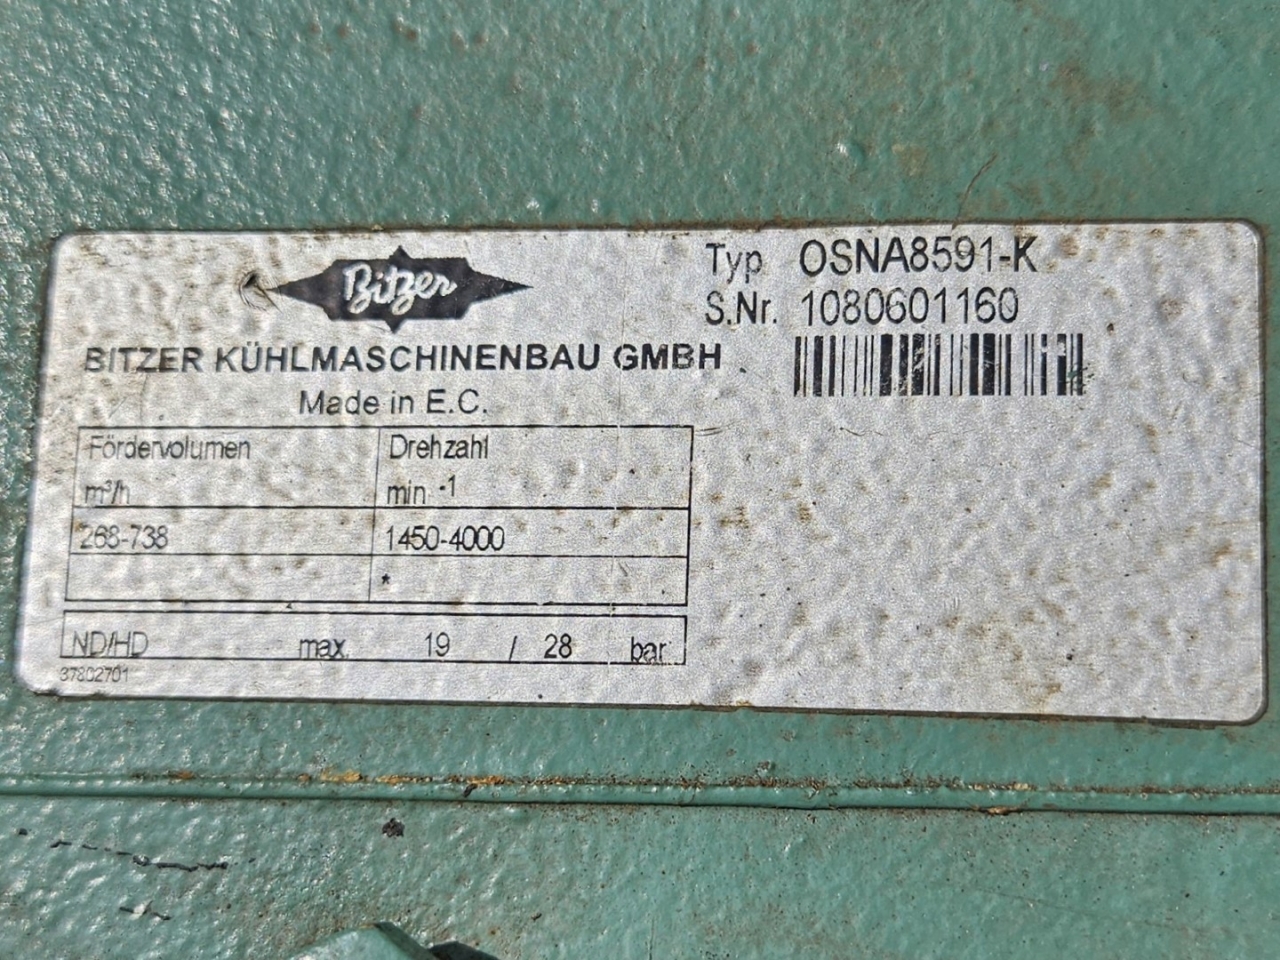 Bitzer
BITZER KÜHLMASCHINENBAU GMBH
Made in E.C.
Typ OSNA8591-K
S.Nr. 1080601160
Fördervolumen Drehzahl
m³/h min -1
268-738 1450-4000
*
ND/HD max. 19 / 28 bar
37802701